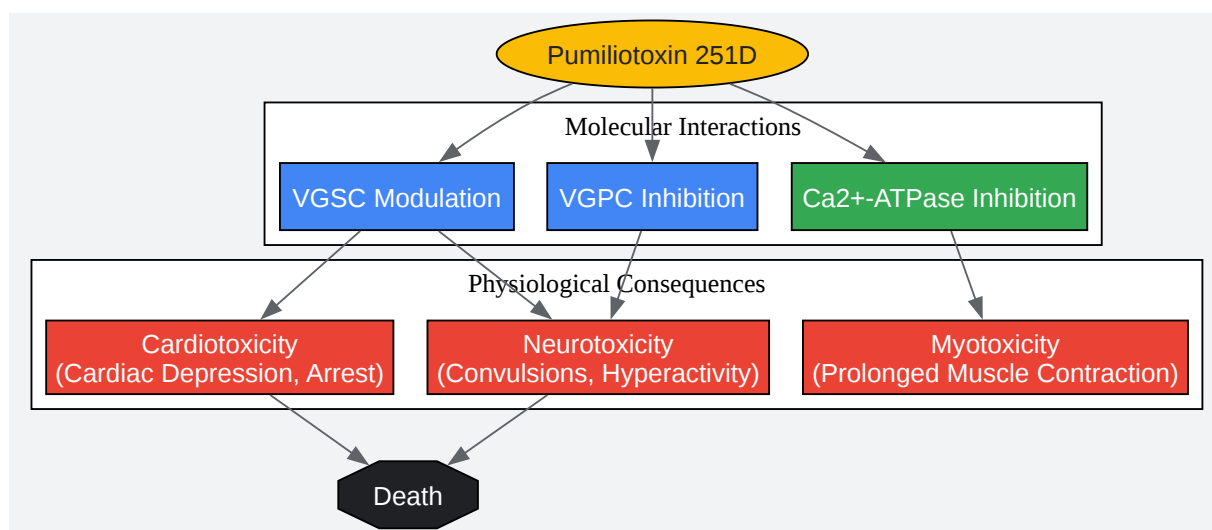 Pumiliotoxin 251D
Molecular Interactions
VGSC Modulation
VGPC Inhibition
Ca2+-ATPase Inhibition
Physiological Consequences
Cardiotoxicity
(Cardiac Depression, Arrest)
Neurotoxicity
(Convulsions, Hyperactivity)
Myotoxicity
(Prolonged Muscle Contraction)
Death